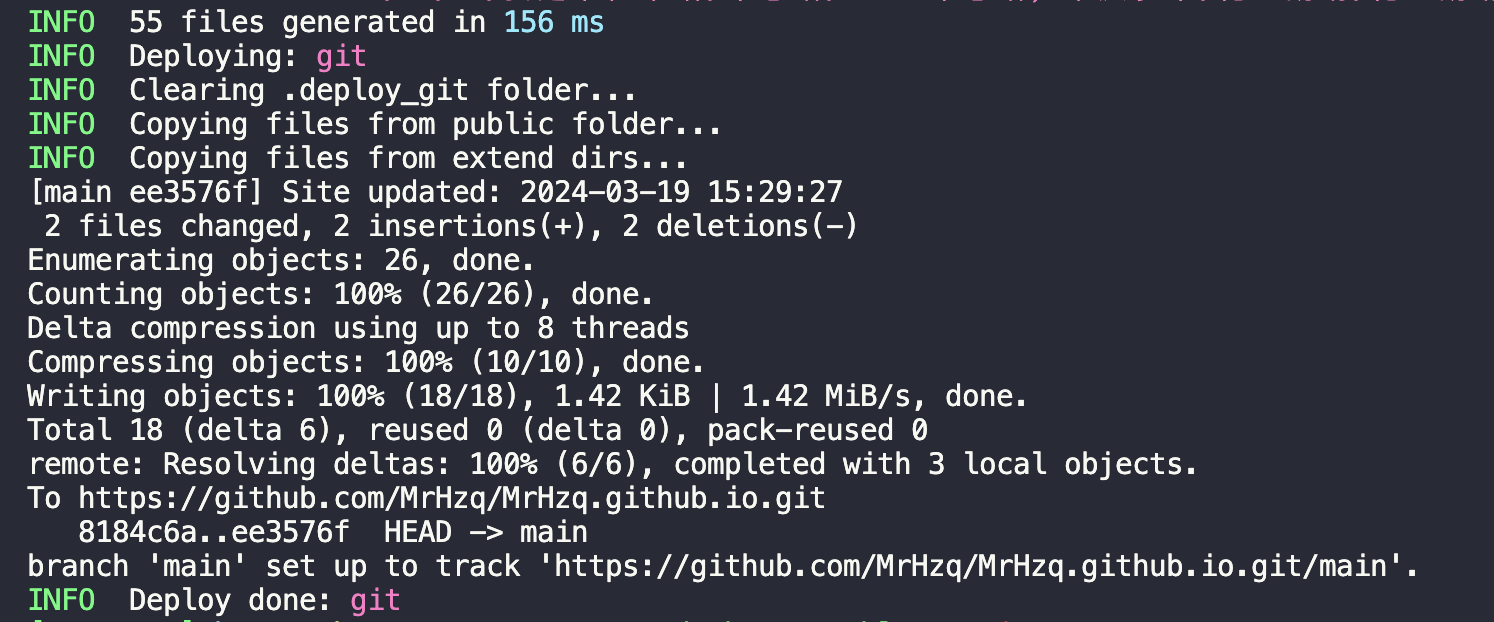 INFO  55 files generated in 156 ms
INFO  Deploying: git
INFO  Clearing .deploy_git folder...
INFO  Copying files from public folder...
INFO  Copying files from extend dirs...
[main ee3576f] Site updated: 2024-03-19 15:29:27
 2 files changed, 2 insertions(+), 2 deletions(-)
Enumerating objects: 26, done.
Counting objects: 100% (26/26), done.
Delta compression using up to 8 threads
Compressing objects: 100% (10/10), done.
Writing objects: 100% (18/18), 1.42 KiB | 1.42 MiB/s, done.
Total 18 (delta 6), reused 0 (delta 0), pack-reused 0
remote: Resolving deltas: 100% (6/6), completed with 3 local objects.
To https://github.com/MrHzq/MrHzq.github.io.git
   8184c6a..ee3576f  HEAD -> main
branch 'main' set up to track 'https://github.com/MrHzq/MrHzq.github.io.git/main'.
INFO  Deploy done: git